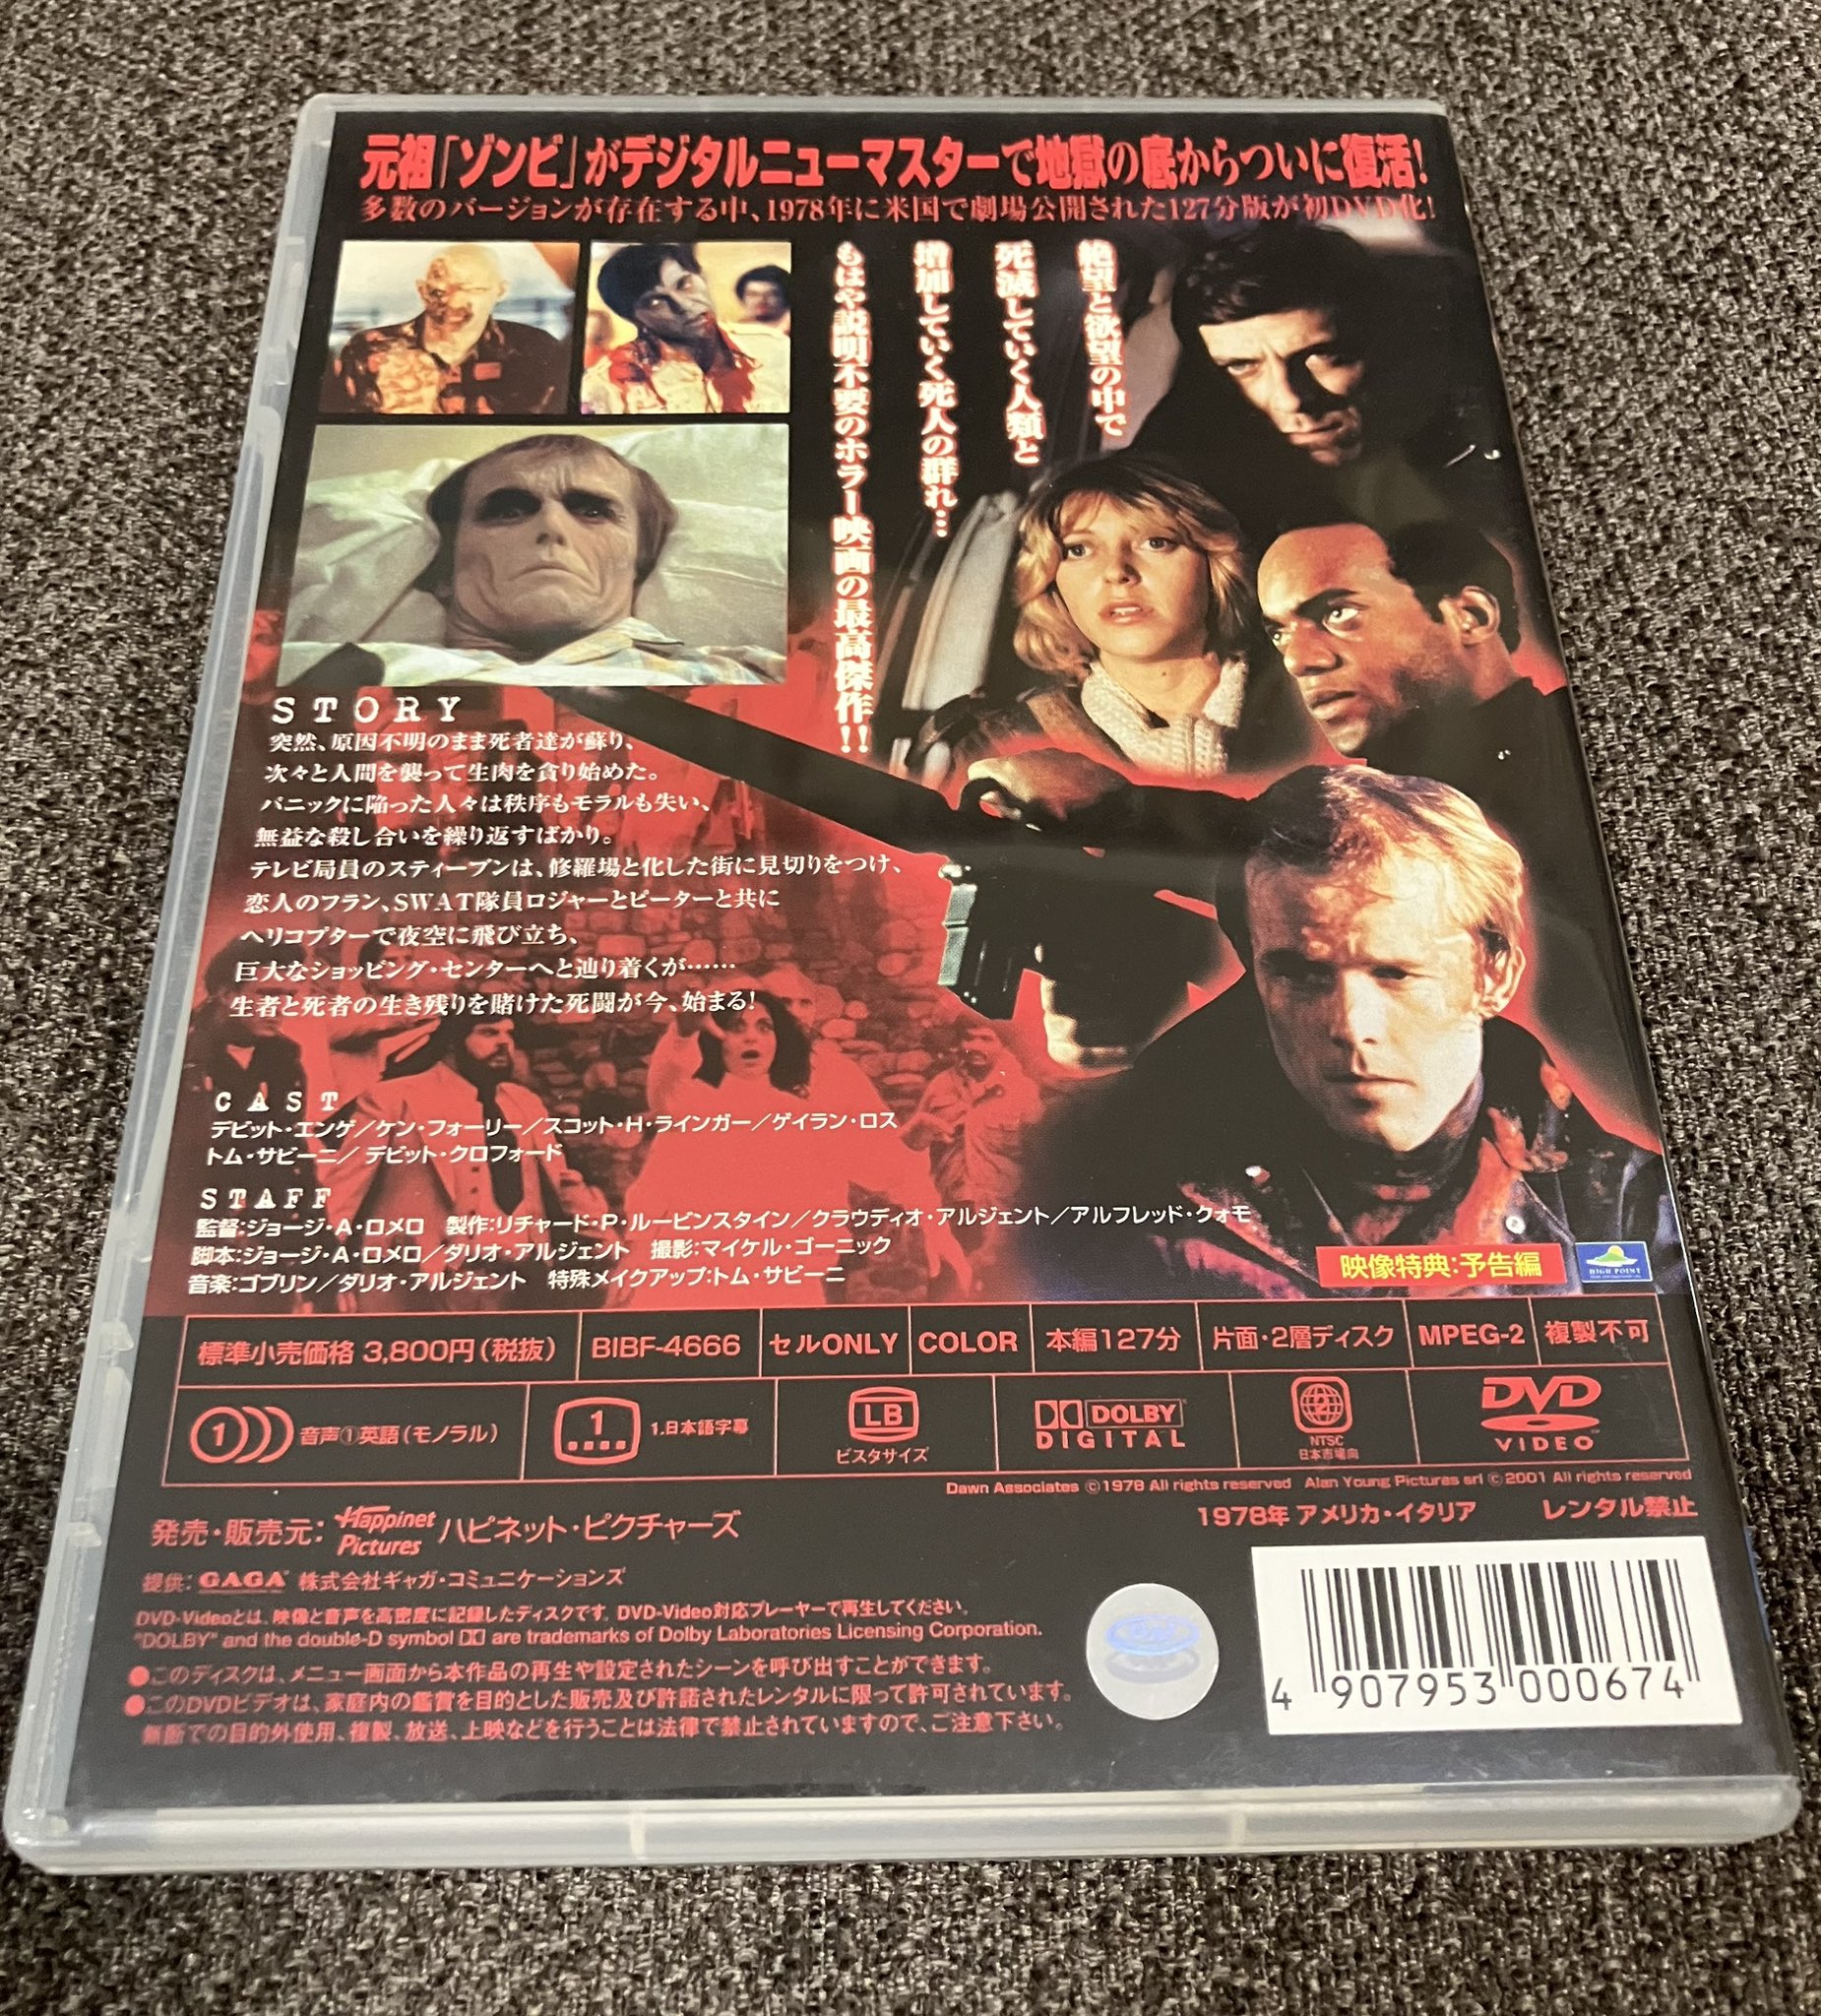 元祖「ゾンビ」がデジタルニューマスターで地獄の底からついに復活!
多数のバージョンが存在する中、1978年に米国で劇場公開された127分版が初DVD化!
絶望と欲望の中で
死滅していく人類と
増加していく死人の群れ…
もはや説明不要のホラー映画の最高傑作!!
STORY
突然、原因不明のまま死者達が蘇り、
次々と人間を襲って生肉を貪り始めた。
パニックに陥った人々は秩序もモラルも失い、
無益な殺し合いを繰り返すばかり。
テレビ局員のスティーブンは、修羅場と化した街に見切りをつけ、
恋人のフラン、SWAT隊員ロジャーとピーターと共に
ヘリコプターで夜空に飛び立ち、
巨大なショッピング・センターへと辿り着くが……
生者と死者の生き残りを賭けた死闘が今、始まる!
CAST
デビット・エンゲ/ケン・フォーリー/スコット・H・ラインガー/ゲイラン・ロス
トム・サビーニ/デビット・クロフォード
STAFF
監督:ジョージ・A・ロメロ 製作:リチャード・P・ルービンスタイン/クラウディオ・アルジェント/アルフレッド・クォモ
脚本:ジョージ・A・ロメロ/ダリオ・アルジェント 撮影:マイケル・ゴーニック
音楽:ゴブリン/ダリオ・アルジェント 特殊メイクアップ:トム・サビーニ
映像特典:予告編
HIGH POINT
標準小売価格 3,800円(税抜) BIBF-4666 セルONLY COLOR 本編127分 片面・2層ディスク MPEG-2 複製不可
1 音声①英語(モノラル) 1 1.日本語字幕 LB ビスタサイズ DOLBY DIGITAL 2 NTSC 日本市場向 DVD VIDEO
Dawn Associates ©1978 All rights reserved Alan Young Pictures srl ©2001 All rights reserved
1978年 アメリカ・イタリア レンタル禁止
発売・販売元: Happinet Pictures ハピネット・ピクチャーズ
提供: GAGA 株式会社ギャガ・コミュニケーションズ
DVD-Videoとは、映像と音声を高密度に記録したディスクです。DVD-Video対応プレーヤーで再生してください。
"DOLBY" and the double-D symbol are trademarks of Dolby Laboratories Licensing Corporation.
●このディスクは、メニュー画面から本作品の再生や設定されたシーンを呼び出すことができます。
●このDVDビデオは、家庭内の鑑賞を目的とした販売及び許諾されたレンタルに限って許可されています。
無断での目的外使用、複製、放送、上映などを行うことは法律で禁止されていますので、ご注意下さい。
4 907953 000674